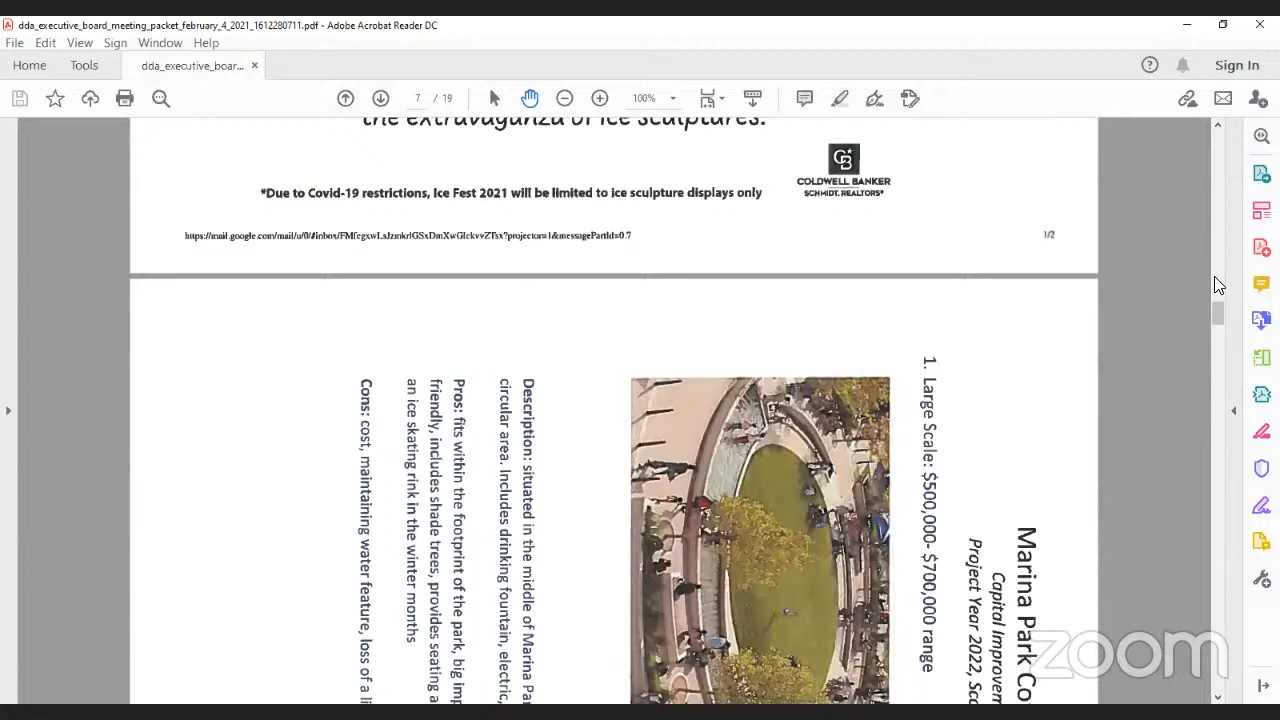 dda_executive_board_meeting_packet_february_4_2021_1612280711.pdf - Adobe Acrobat Reader DC
File Edit View Sign Window Help
Home Tools dda_executive_boar... ×
Sign In
7 / 19
100%
the extravaganza of ice sculptures.
CB
COLDWELL BANKER
SCHMIDT, REALTORS®
*Due to Covid-19 restrictions, Ice Fest 2021 will be limited to ice sculpture displays only
1/2
Marina Park Co
Capital Improvem
Project Year 2022, Sco
1. Large Scale: $500,000- $700,000 range
Description: situated in the middle of Marina Par
circular area. Includes drinking fountain, electric,
Pros: fits within the footprint of the park, big imp
friendly, includes shade trees, provides seating a
an ice skating rink in the winter months
Cons: cost, maintaining water feature, loss of a li
zoom